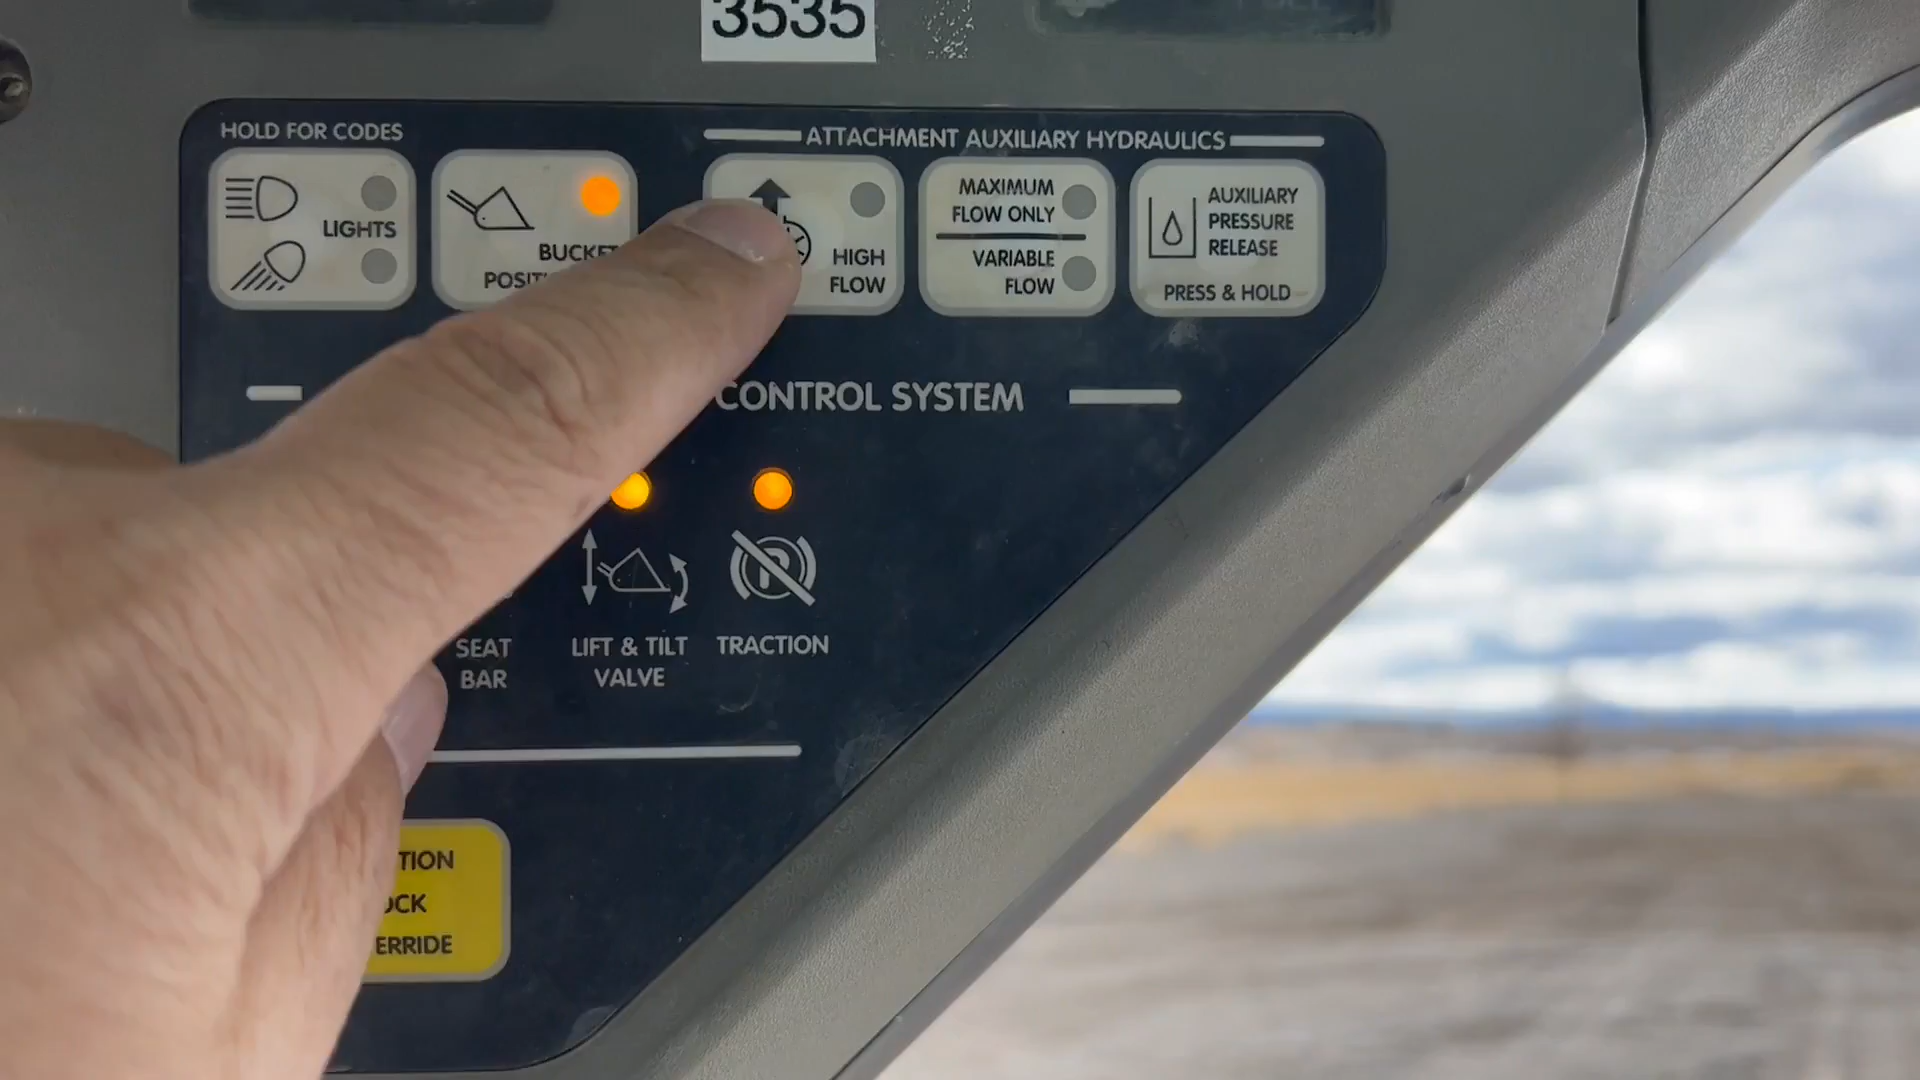 3535
HOLD FOR CODES
ATTACHMENT AUXILIARY HYDRAULICS
LIGHTS
BUCKET
HIGH
FLOW
MAXIMUM
FLOW ONLY
VARIABLE
FLOW
AUXILIARY
PRESSURE
RELEASE
PRESS & HOLD
CONTROL SYSTEM
SEAT
BAR
LIFT & TILT
VALVE
TRACTION